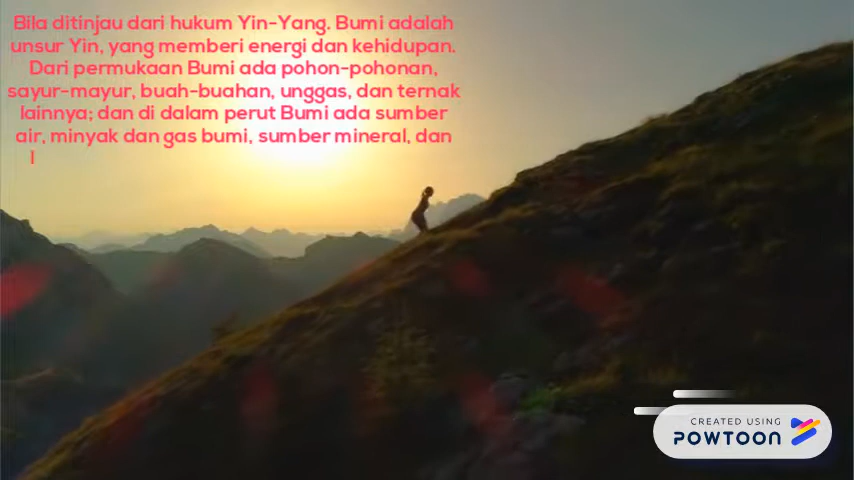 Bila ditinjau dari hukum Yin-Yang. Bumi adalah
unsur Yin, yang memberi energi dan kehidupan.
Dari permukaan Bumi ada pohon-pohonan,
sayur-mayur, buah-buahan, unggas, dan ternak
lainnya; dan di dalam perut Bumi ada sumber
air, minyak dan gas bumi, sumber mineral, dan
l
CREATED USING
POWTOON